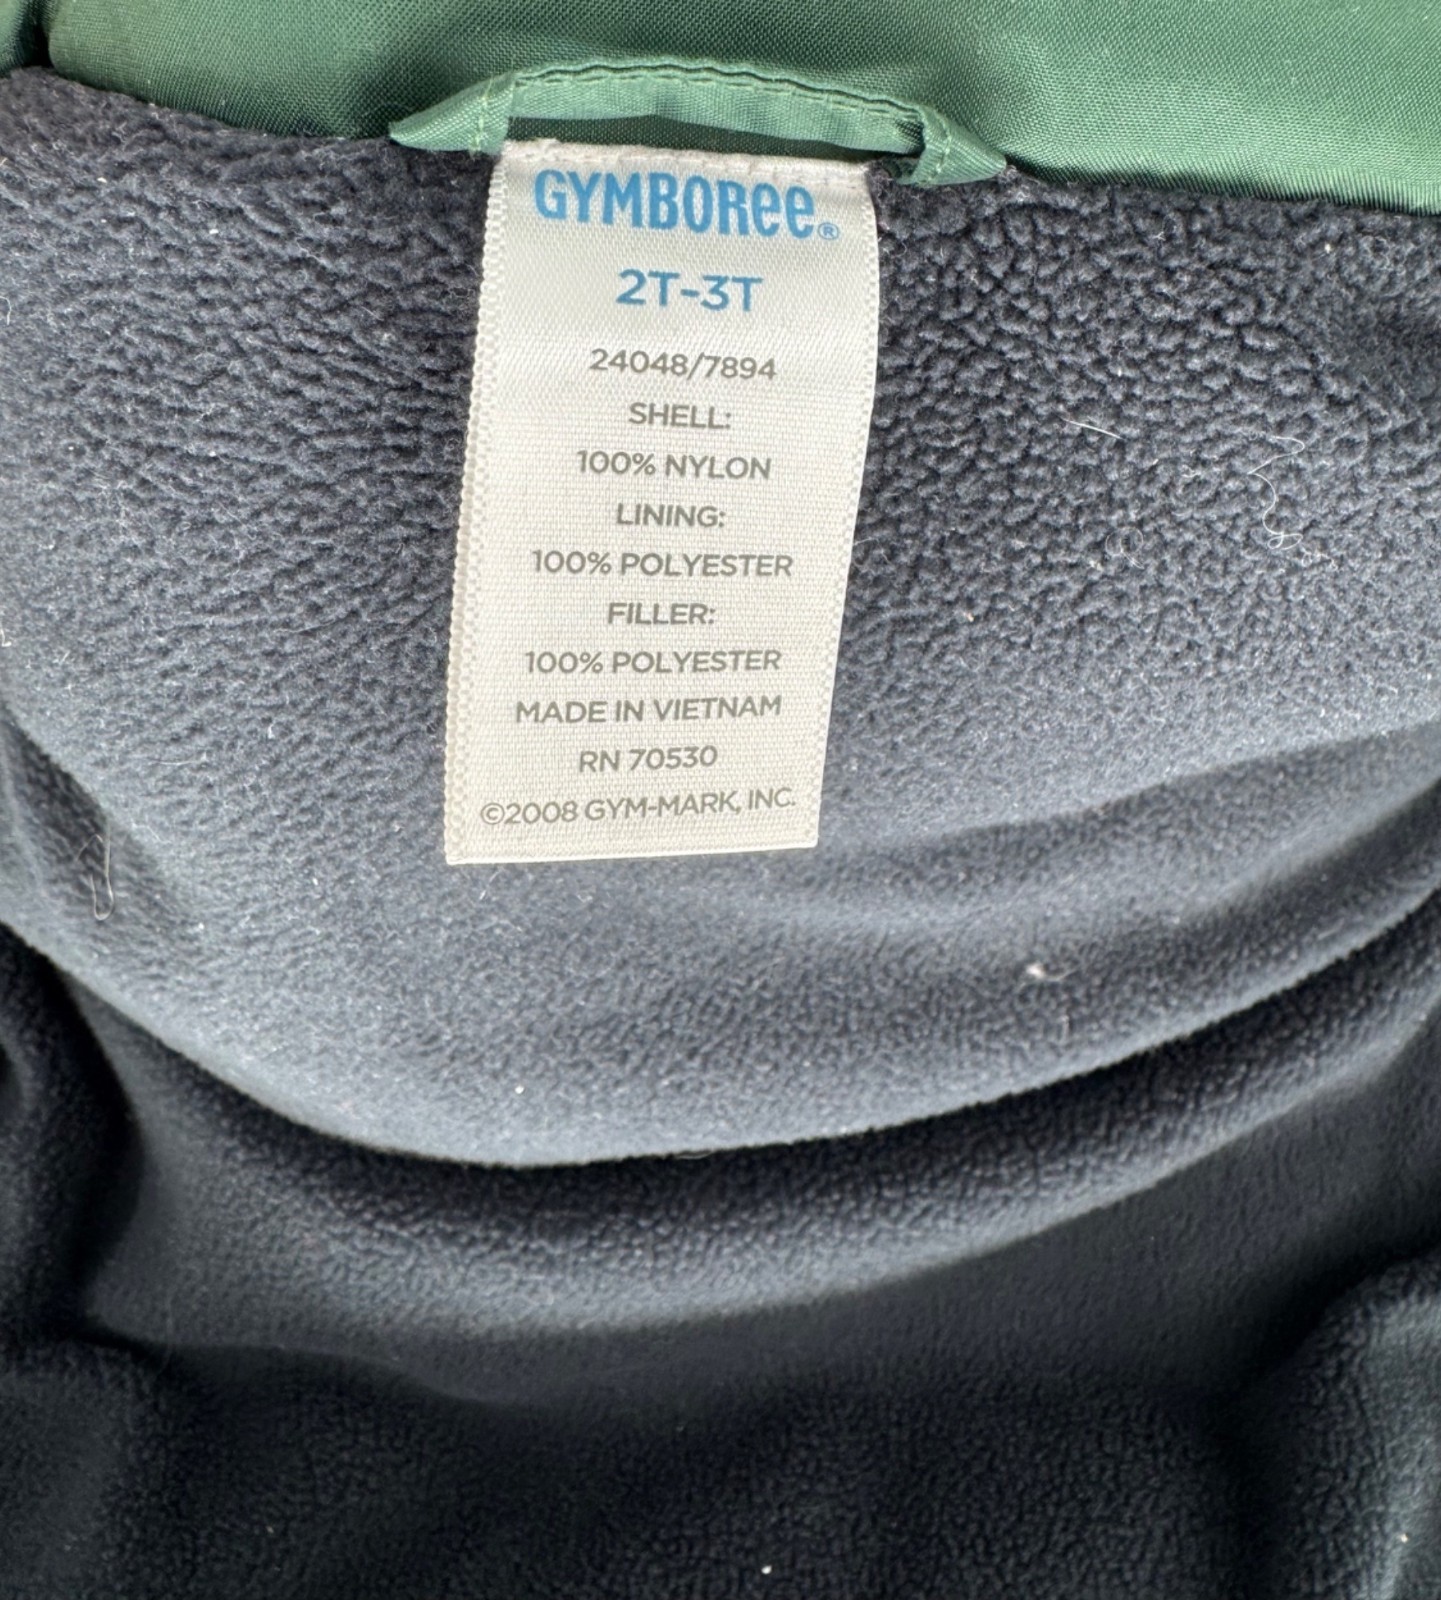 GYMBOREE®
2T-3T
24048/7894
SHELL:
100% NYLON
LINING:
100% POLYESTER
FILLER:
100% POLYESTER
MADE IN VIETNAM
RN 70530
©2008 GYM-MARK, INC.